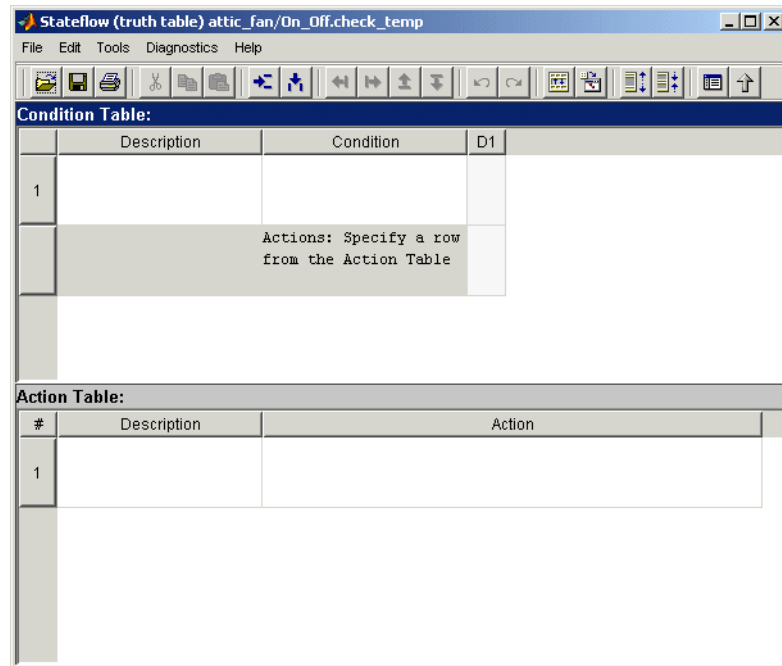 Stateflow (truth table) attic_fan/On_Off.check_temp
File Edit Tools Diagnostics Help
Condition Table:
Description Condition D1
1
Actions: Specify a row
from the Action Table
Action Table:
# Description Action
1